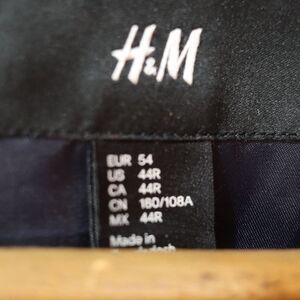 H&M
EUR 54
US 44R
CA 44R
CN 180/108A
MX 44R
Made in